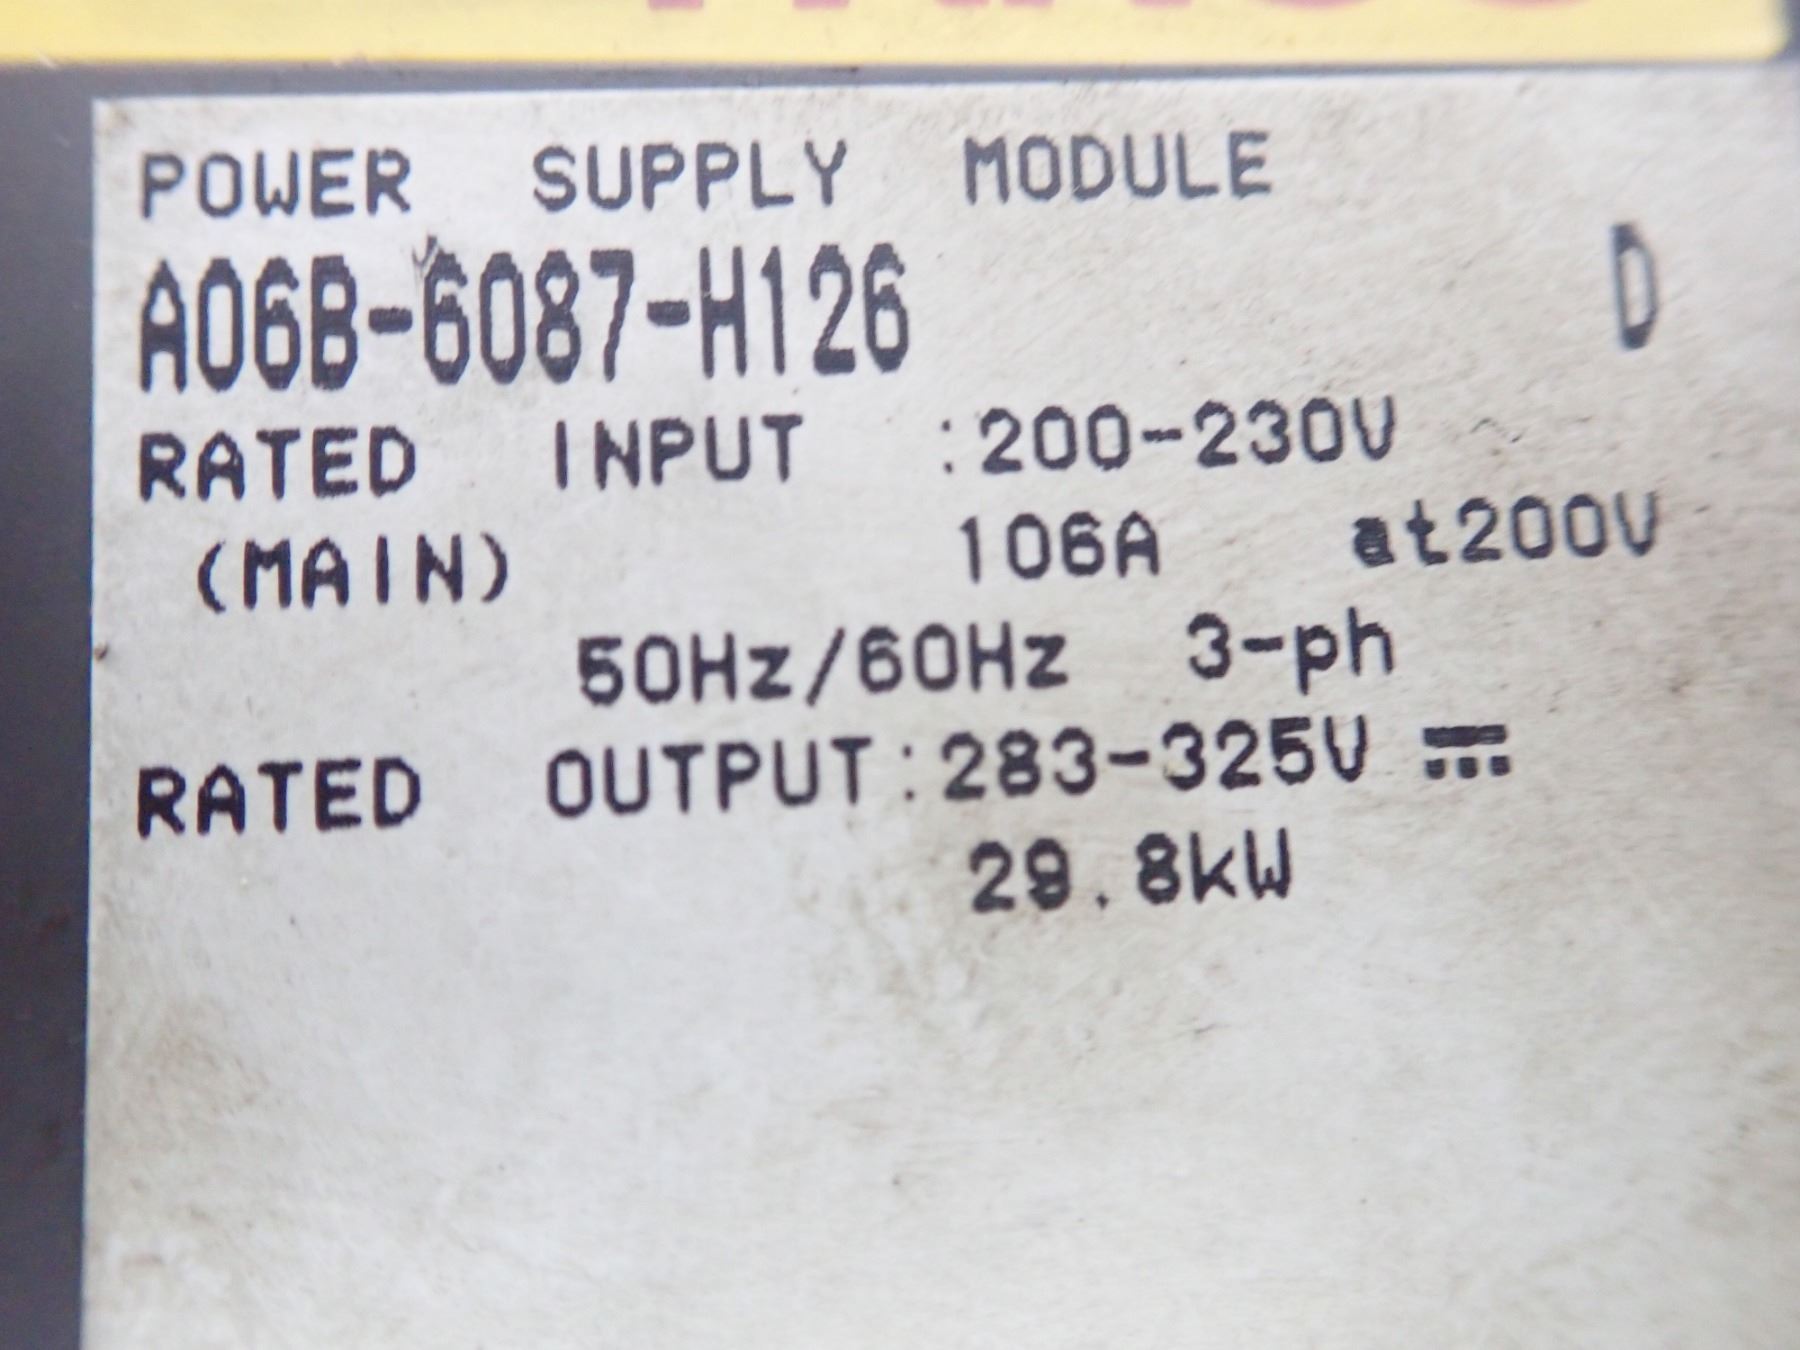 POWER SUPPLY MODULE
A06B-6087-H126 D
RATED INPUT :200-230V
(MAIN) 106A at200V
50Hz/60Hz 3-ph
RATED OUTPUT:283-325V ⎓
29.8kW